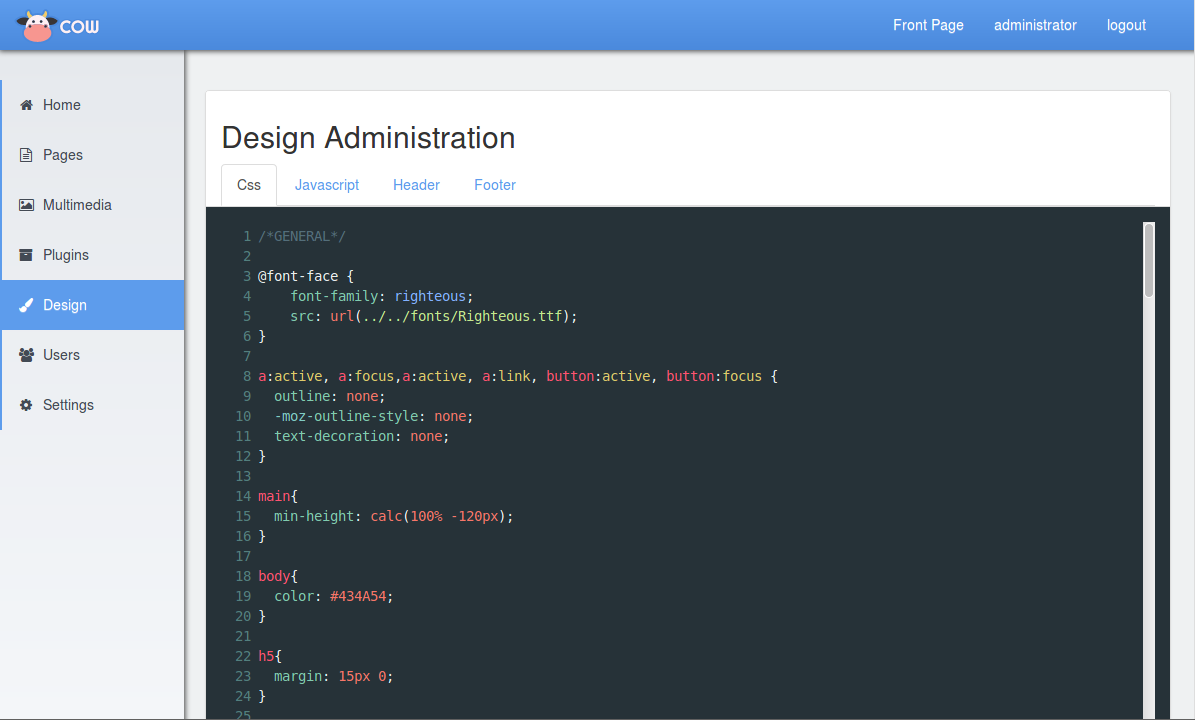 COW
Front Page administrator logout
Home
Pages
Multimedia
Plugins
Design
Users
Settings
Design Administration
Css Javascript Header Footer
1 /*GENERAL*/
2
3 @font-face {
4     font-family: righteous;
5     src: url(../../fonts/Righteous.ttf);
6 }
7
8 a:active, a:focus,a:active, a:link, button:active, button:focus {
9   outline: none;
10   -moz-outline-style: none;
11   text-decoration: none;
12 }
13
14 main{
15   min-height: calc(100% -120px);
16 }
17
18 body{
19   color: #434A54;
20 }
21
22 h5{
23   margin: 15px 0;
24 }
25